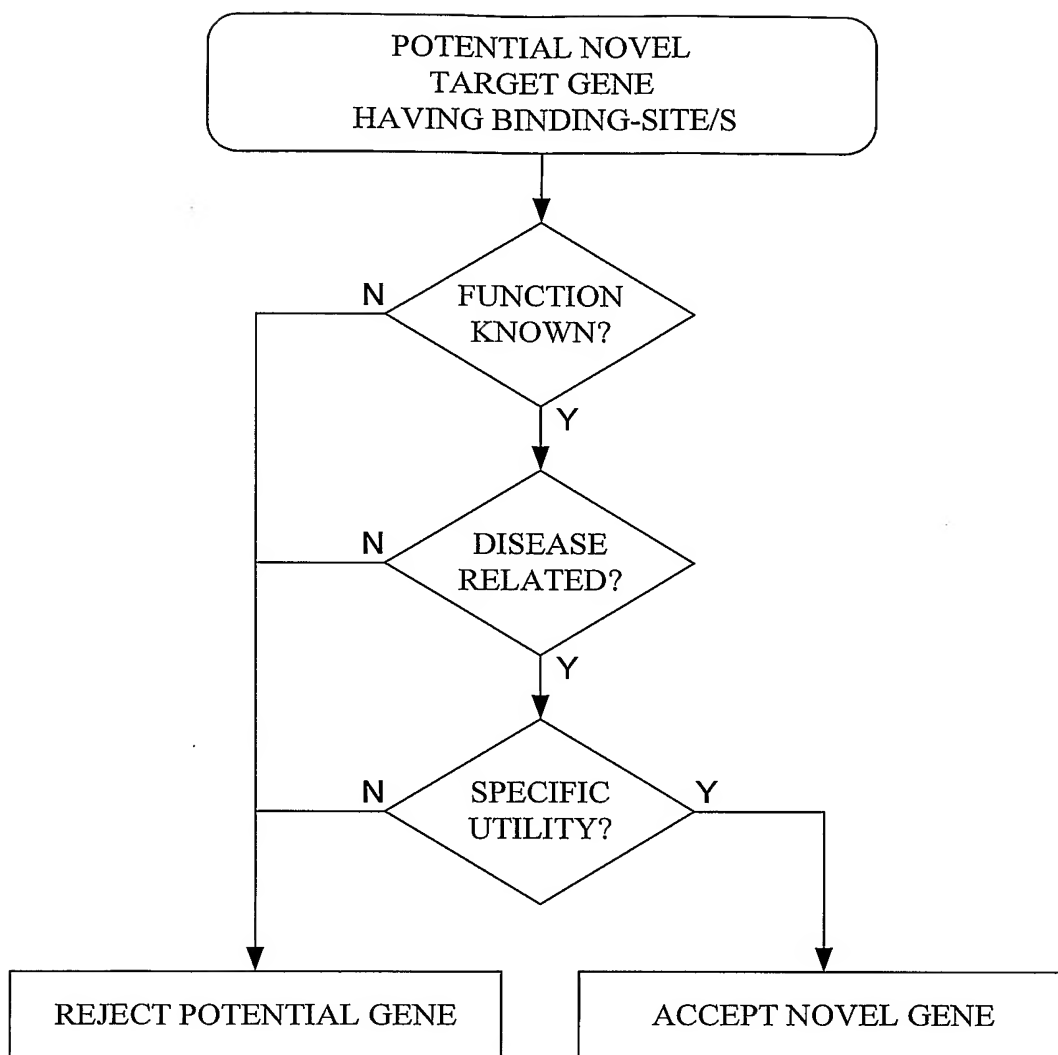 POTENTIAL NOVEL
TARGET GENE
HAVING BINDING-SITE/S
N
FUNCTION
KNOWN?
Y
N
DISEASE
RELATED?
Y
N
SPECIFIC
UTILITY?
Y
REJECT POTENTIAL GENE
ACCEPT NOVEL GENE